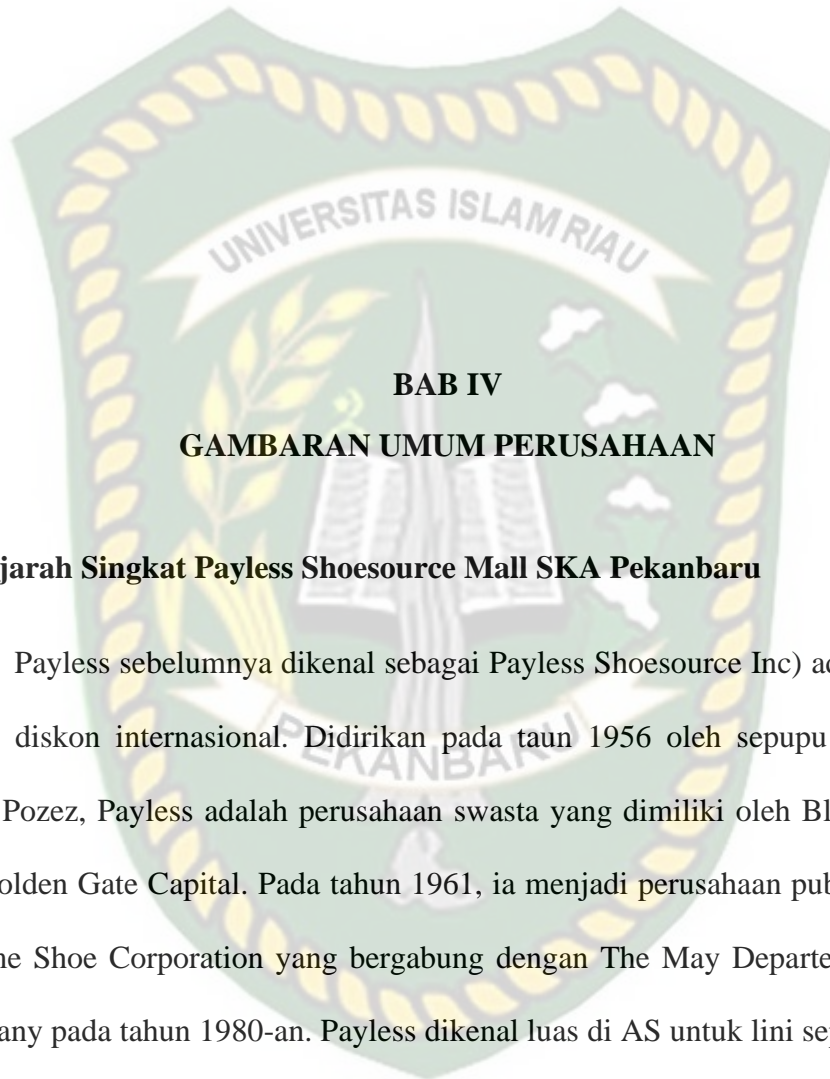 UNIVERSITAS ISLAM RIAU
BAB IV
GAMBARAN UMUM PERUSAHAAN
jarah Singkat Payless Shoesource Mall SKA Pekanbaru
Payless sebelumnya dikenal sebagai Payless Shoesource Inc) ad
diskon internasional. Didirikan pada taun 1956 oleh sepupu
PEKANBARU
Pozez, Payless adalah perusahaan swasta yang dimiliki oleh Bl
olden Gate Capital. Pada tahun 1961, ia menjadi perusahaan pub
ne Shoe Corporation yang bergabung dengan The May Departe
any pada tahun 1980-an. Payless dikenal luas di AS untuk lini sep